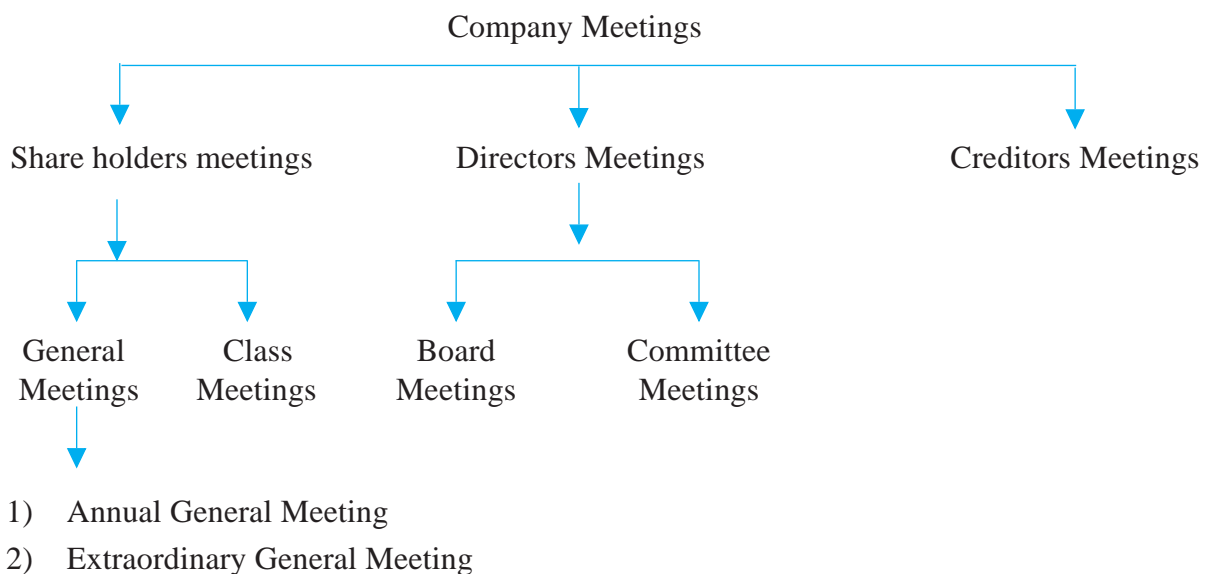 Company Meetings
Share holders meetings
Directors Meetings
Creditors Meetings
General
Meetings
Class
Meetings
Board
Meetings
Committee
Meetings
1) Annual General Meeting
2) Extraordinary General Meeting